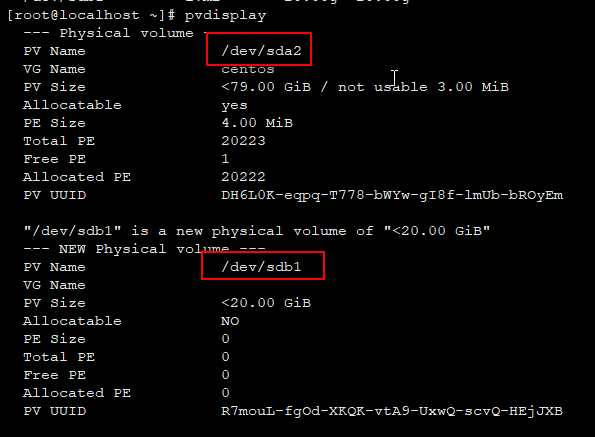 [root@localhost ~]# pvdisplay
--- Physical volume
PV Name /dev/sda2
VG Name centos
PV Size <79.00 GiB / not usable 3.00 MiB
Allocatable yes
PE Size 4.00 MiB
Total PE 20223
Free PE 1
Allocated PE 20222
PV UUID DH6L0K-eqpq-T778-bWYw-gI8f-lmUb-bROyEm
"/dev/sdb1" is a new physical volume of "<20.00 GiB"
--- NEW Physical volume ---
PV Name /dev/sdb1
VG Name
PV Size <20.00 GiB
Allocatable NO
PE Size 0
Total PE 0
Free PE 0
Allocated PE 0
PV UUID R7mouL-fgOd-XKQK-vtA9-UxwQ-scvQ-HEjJXB